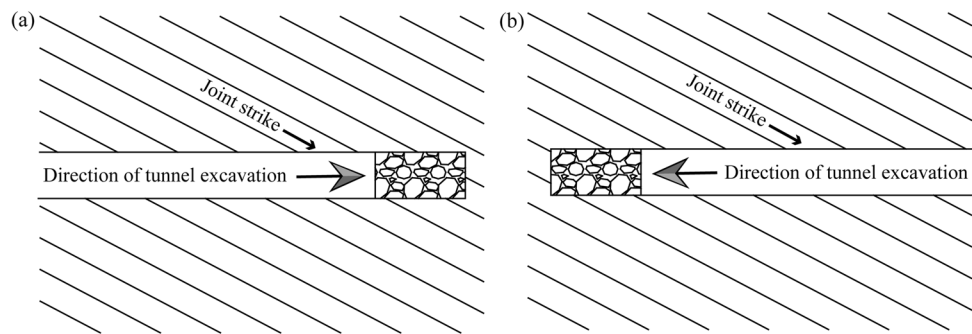 (a)
Joint strike
Direction of tunnel excavation
(b)
Joint strike
Direction of tunnel excavation